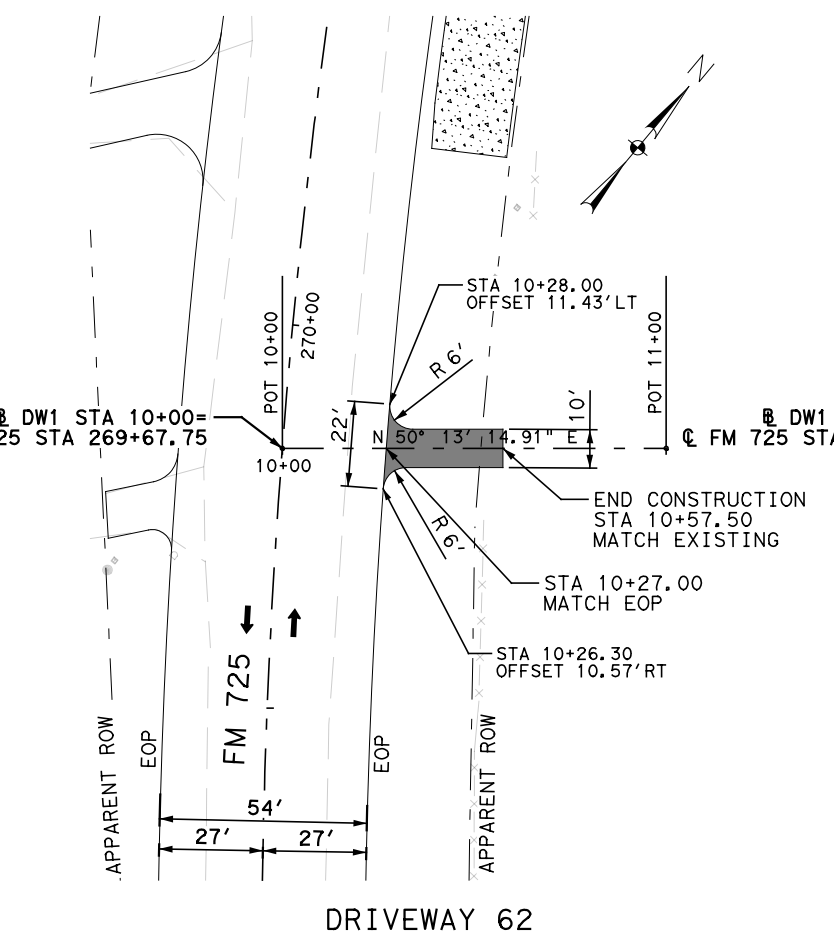 N
STA 10+28.00
OFFSET 11.43'LT
POT 10+00
270+00
R 6'
POT 11+00
10'
22'
B DW1 STA 10+00=
25 STA 269+67.75
N 50° 13' 14.91" E
B DW1
C FM 725 STA
10+00
END CONSTRUCTION
STA 10+57.50
MATCH EXISTING
R 6'
STA 10+27.00
MATCH EOP
STA 10+26.30
OFFSET 10.57'RT
FM 725
APPARENT ROW
EOP
EOP
APPARENT ROW
54'
27'
27'
DRIVEWAY 62